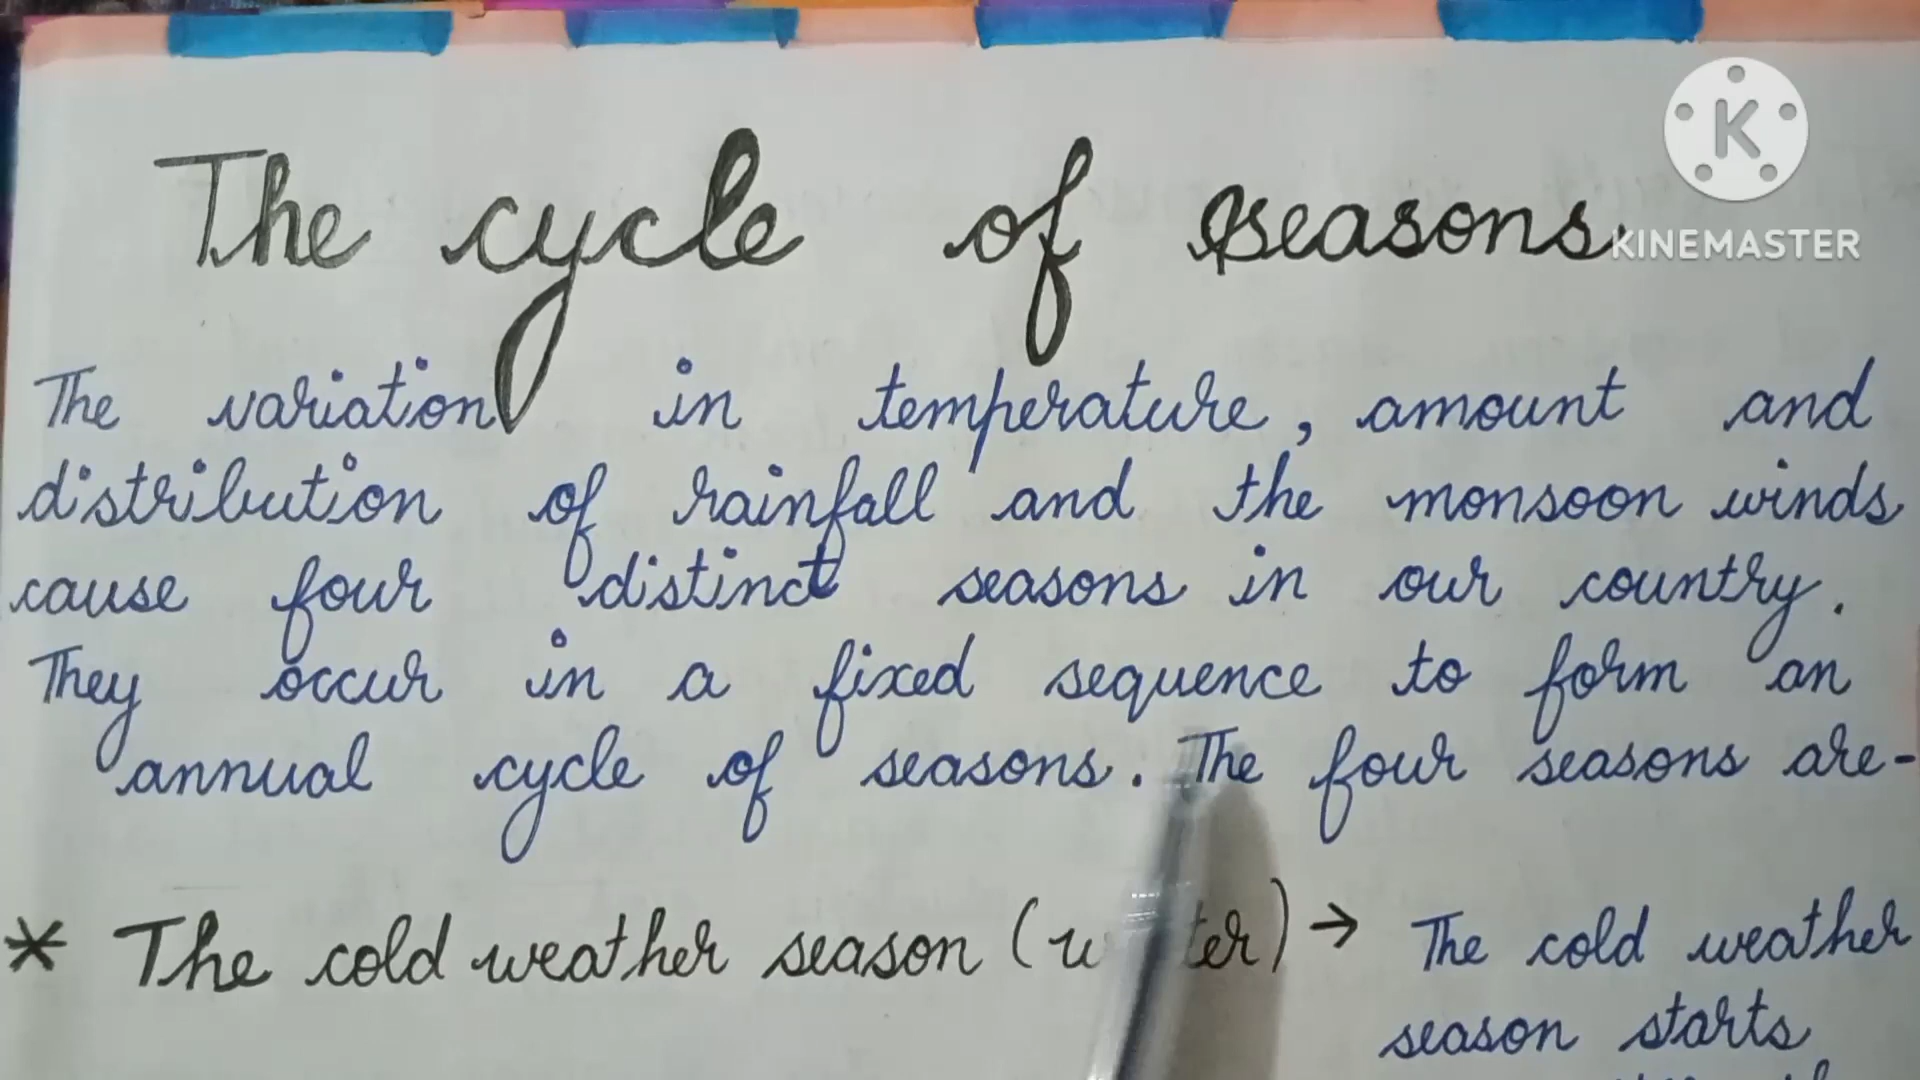 The cycle of seasons.
KINEMASTER
The variation in temperature, amount and
distribution of rainfall and the monsoon winds
cause four distinct seasons in our country.
They occur in a fixed sequence to form an
annual cycle of seasons. The four seasons are-
* The cold weather season ( ) → The cold weather
season starts